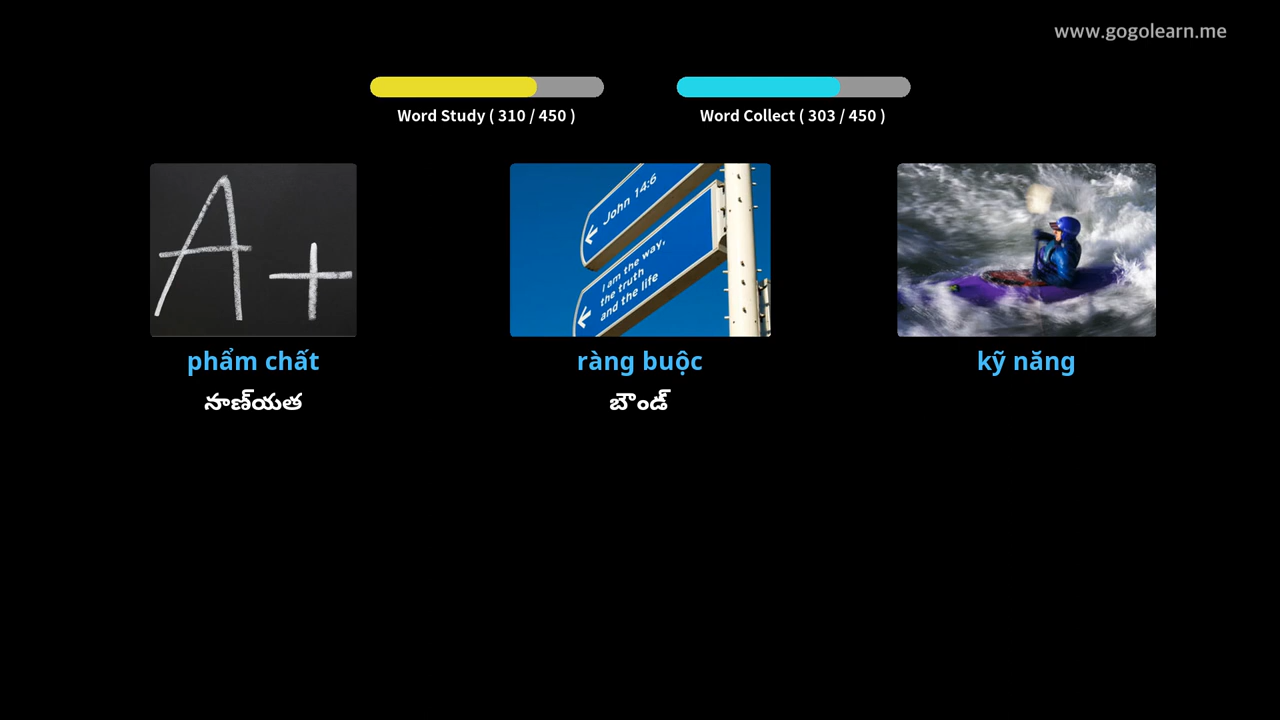 www.gogolearn.me
Word Study ( 310 / 450 )
Word Collect ( 303 / 450 )
A+
John 14:6
I am the way,
the truth
and the life
phẩm chất
ràng buộc
kỹ năng
నాణ్యత
బౌండ్